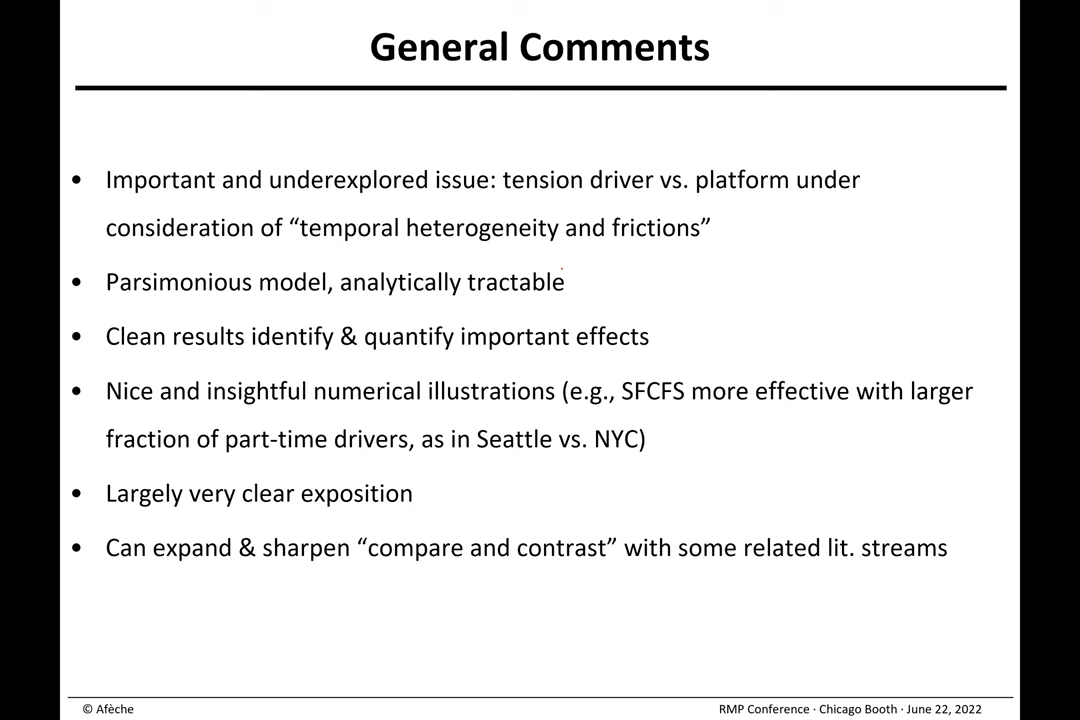 General Comments
• Important and underexplored issue: tension driver vs. platform under
consideration of “temporal heterogeneity and frictions”
• Parsimonious model, analytically tractable
• Clean results identify & quantify important effects
• Nice and insightful numerical illustrations (e.g., SFCFS more effective with larger
fraction of part-time drivers, as in Seattle vs. NYC)
• Largely very clear exposition
• Can expand & sharpen “compare and contrast” with some related lit. streams
© Afèche
RMP Conference · Chicago Booth · June 22, 2022